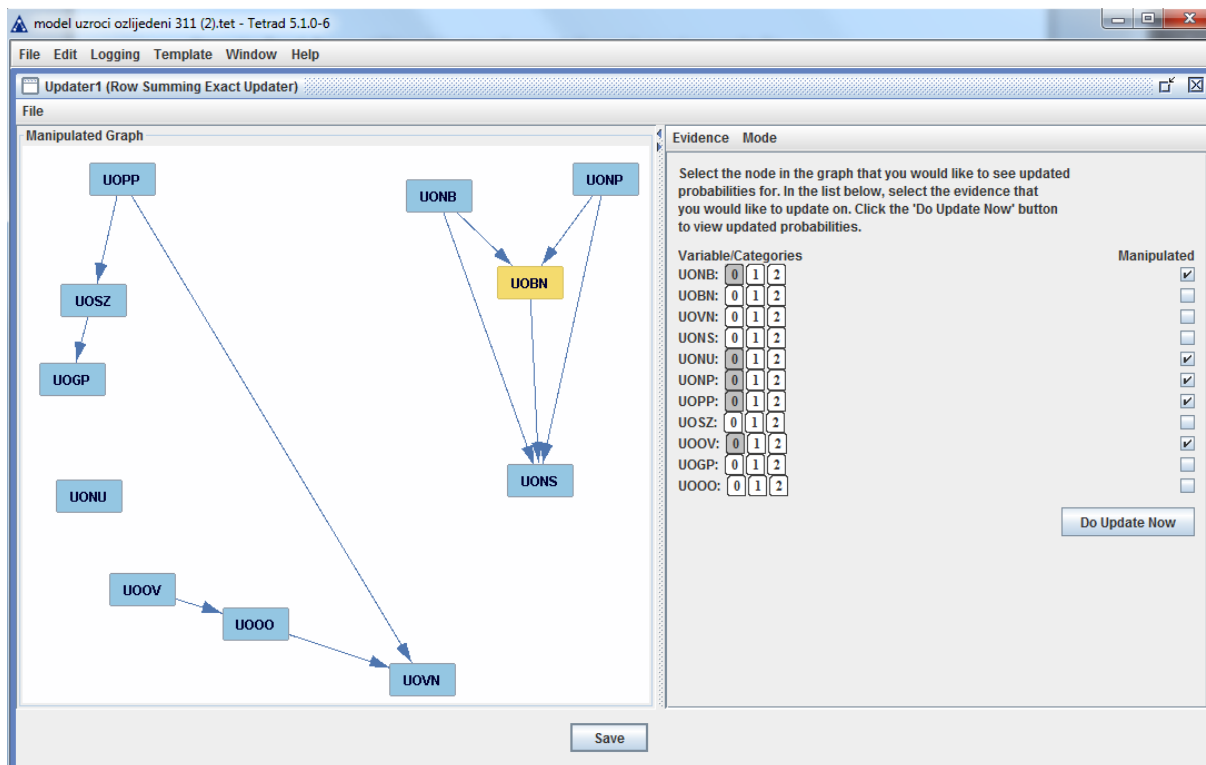 model uzroci ozlijedeni 311 (2).tet - Tetrad 5.1.0-6
File Edit Logging Template Window Help
Updater1 (Row Summing Exact Updater)
File
Manipulated Graph
UOPP
UONB
UONP
UOBN
UOSZ
UOGP
UONS
UONU
UOOV
UOOO
UOVN
Evidence Mode
Select the node in the graph that you would like to see updated
probabilities for. In the list below, select the evidence that
you would like to update on. Click the 'Do Update Now' button
to view updated probabilities.
Variable/Categories Manipulated
UONB: 0 1 2
UOBN: 0 1 2
UOVN: 0 1 2
UONS: 0 1 2
UONU: 0 1 2
UONP: 0 1 2
UOPP: 0 1 2
UOSZ: 0 1 2
UOOV: 0 1 2
UOGP: 0 1 2
UOOO: 0 1 2
Do Update Now
Save